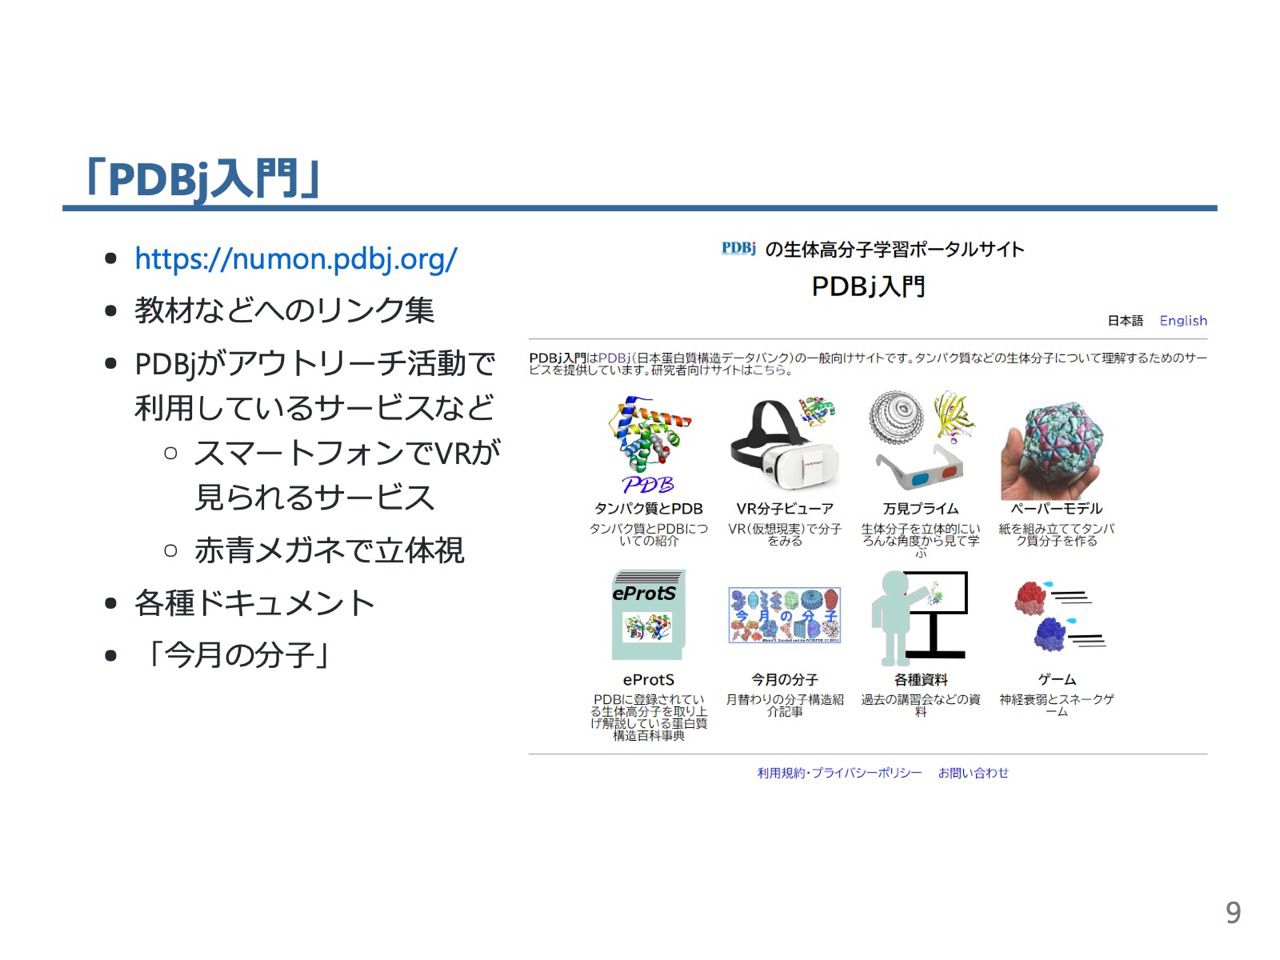 「PDBj入門」
https://numon.pdbj.org/
教材などへのリンク集
PDBjがアウトリーチ活動で
利用しているサービスなど
スマートフォンでVRが
見られるサービス
赤青メガネで立体視
各種ドキュメント
「今月の分子」
PDBj の生体高分子学習ポータルサイト
PDBj入門
日本語 English
PDBj入門はPDBj(日本蛋白質構造データバンク)の一般向けサイトです。タンパク質などの生体分子について理解するためのサー
ビスを提供しています。研究者向けサイトはこちら。
PDB
タンパク質とPDB
タンパク質とPDBにつ
いての紹介
VR分子ビューア
VR(仮想現実)で分子
をみる
万見プライム
生体分子を立体的にい
ろんな角度から見て学
ぶ
ペーパーモデル
紙を組み立ててタンパ
ク質分子を作る
eProtS
eProtS
PDBに登録されてい
る生体高分子を取り上
げ解説している蛋白質
構造百科事典
今月の分子
今月の分子
月替わりの分子構造紹
介記事
各種資料
過去の講習会などの資
料
ゲーム
神経衰弱とスネークゲ
ーム
利用規約・プライバシーポリシー お問い合わせ
9